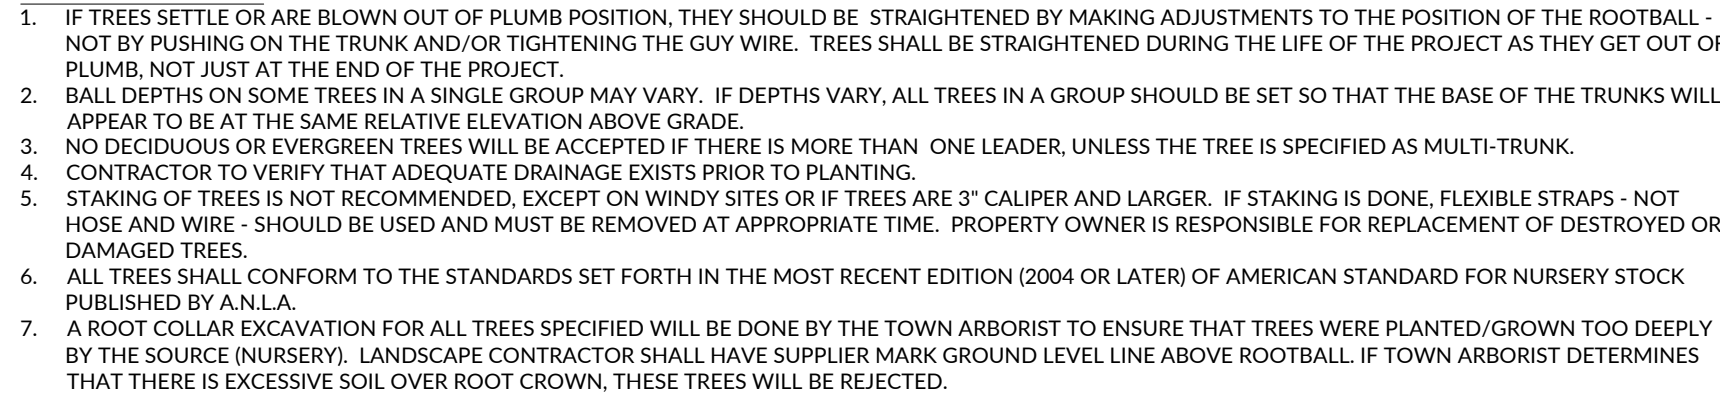 1. IF TREES SETTLE OR ARE BLOWN OUT OF PLUMB POSITION, THEY SHOULD BE STRAIGHTENED BY MAKING ADJUSTMENTS TO THE POSITION OF THE ROOTBALL -
NOT BY PUSHING ON THE TRUNK AND/OR TIGHTENING THE GUY WIRE. TREES SHALL BE STRAIGHTENED DURING THE LIFE OF THE PROJECT AS THEY GET OUT OF
PLUMB, NOT JUST AT THE END OF THE PROJECT.
2. BALL DEPTHS ON SOME TREES IN A SINGLE GROUP MAY VARY. IF DEPTHS VARY, ALL TREES IN A GROUP SHOULD BE SET SO THAT THE BASE OF THE TRUNKS WILL
APPEAR TO BE AT THE SAME RELATIVE ELEVATION ABOVE GRADE.
3. NO DECIDUOUS OR EVERGREEN TREES WILL BE ACCEPTED IF THERE IS MORE THAN ONE LEADER, UNLESS THE TREE IS SPECIFIED AS MULTI-TRUNK.
4. CONTRACTOR TO VERIFY THAT ADEQUATE DRAINAGE EXISTS PRIOR TO PLANTING.
5. STAKING OF TREES IS NOT RECOMMENDED, EXCEPT ON WINDY SITES OR IF TREES ARE 3" CALIPER AND LARGER. IF STAKING IS DONE, FLEXIBLE STRAPS - NOT
HOSE AND WIRE - SHOULD BE USED AND MUST BE REMOVED AT APPROPRIATE TIME. PROPERTY OWNER IS RESPONSIBLE FOR REPLACEMENT OF DESTROYED OR
DAMAGED TREES.
6. ALL TREES SHALL CONFORM TO THE STANDARDS SET FORTH IN THE MOST RECENT EDITION (2004 OR LATER) OF AMERICAN STANDARD FOR NURSERY STOCK
PUBLISHED BY A.N.L.A.
7. A ROOT COLLAR EXCAVATION FOR ALL TREES SPECIFIED WILL BE DONE BY THE TOWN ARBORIST TO ENSURE THAT TREES WERE PLANTED/GROWN TOO DEEPLY
BY THE SOURCE (NURSERY). LANDSCAPE CONTRACTOR SHALL HAVE SUPPLIER MARK GROUND LEVEL LINE ABOVE ROOTBALL. IF TOWN ARBORIST DETERMINES
THAT THERE IS EXCESSIVE SOIL OVER ROOT CROWN, THESE TREES WILL BE REJECTED.